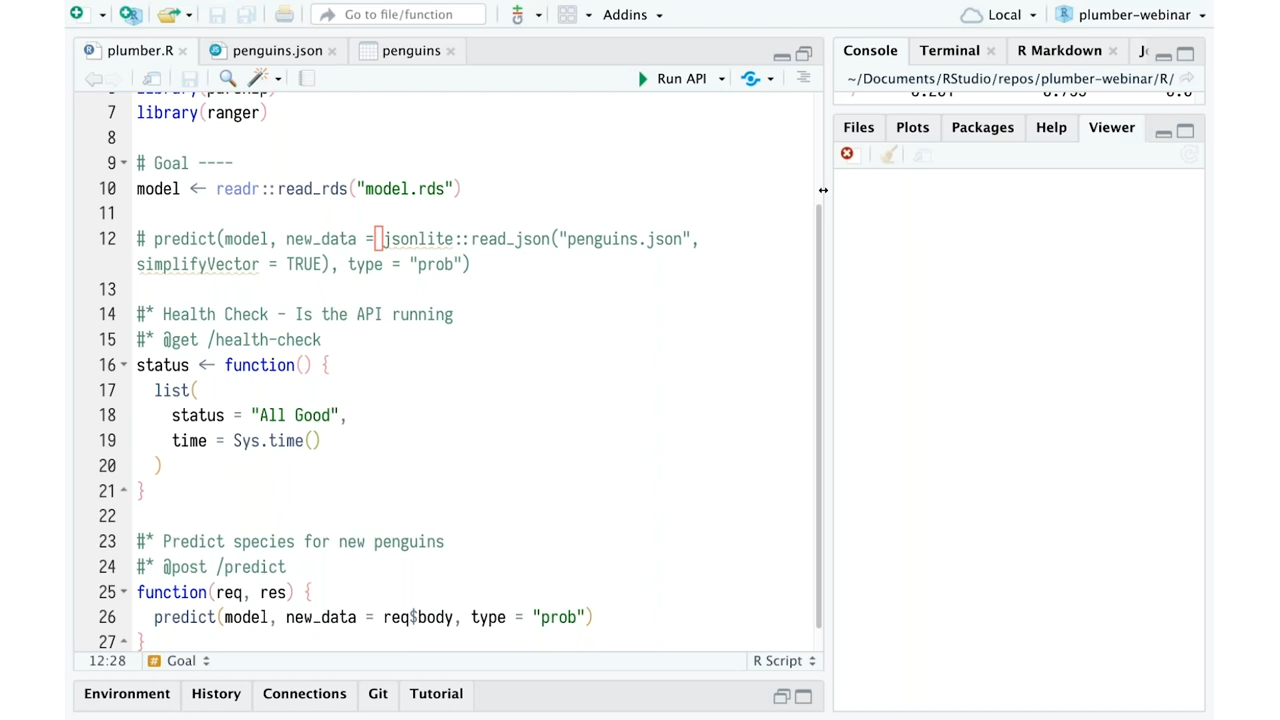 Go to file/function
Addins
Local
plumber-webinar
plumber.R
penguins.json
penguins
Run API
library(parsnip)
7 library(ranger)
8
9 # Goal ----
10 model ← readr::read_rds("model.rds")
11
12 # predict(model, new_data = jsonlite::read_json("penguins.json",
simplifyVector = TRUE), type = "prob")
13
14 #* Health Check - Is the API running
15 #* @get /health-check
16 status ← function() {
17 list(
18 status = "All Good",
19 time = Sys.time()
20 )
21 }
22
23 #* Predict species for new penguins
24 #* @post /predict
25 function(req, res) {
26 predict(model, new_data = req$body, type = "prob")
27 }
12:28
# Goal
R Script
Environment
History
Connections
Git
Tutorial
Console
Terminal
R Markdown
~/Documents/RStudio/repos/plumber-webinar/R/
Files
Plots
Packages
Help
Viewer